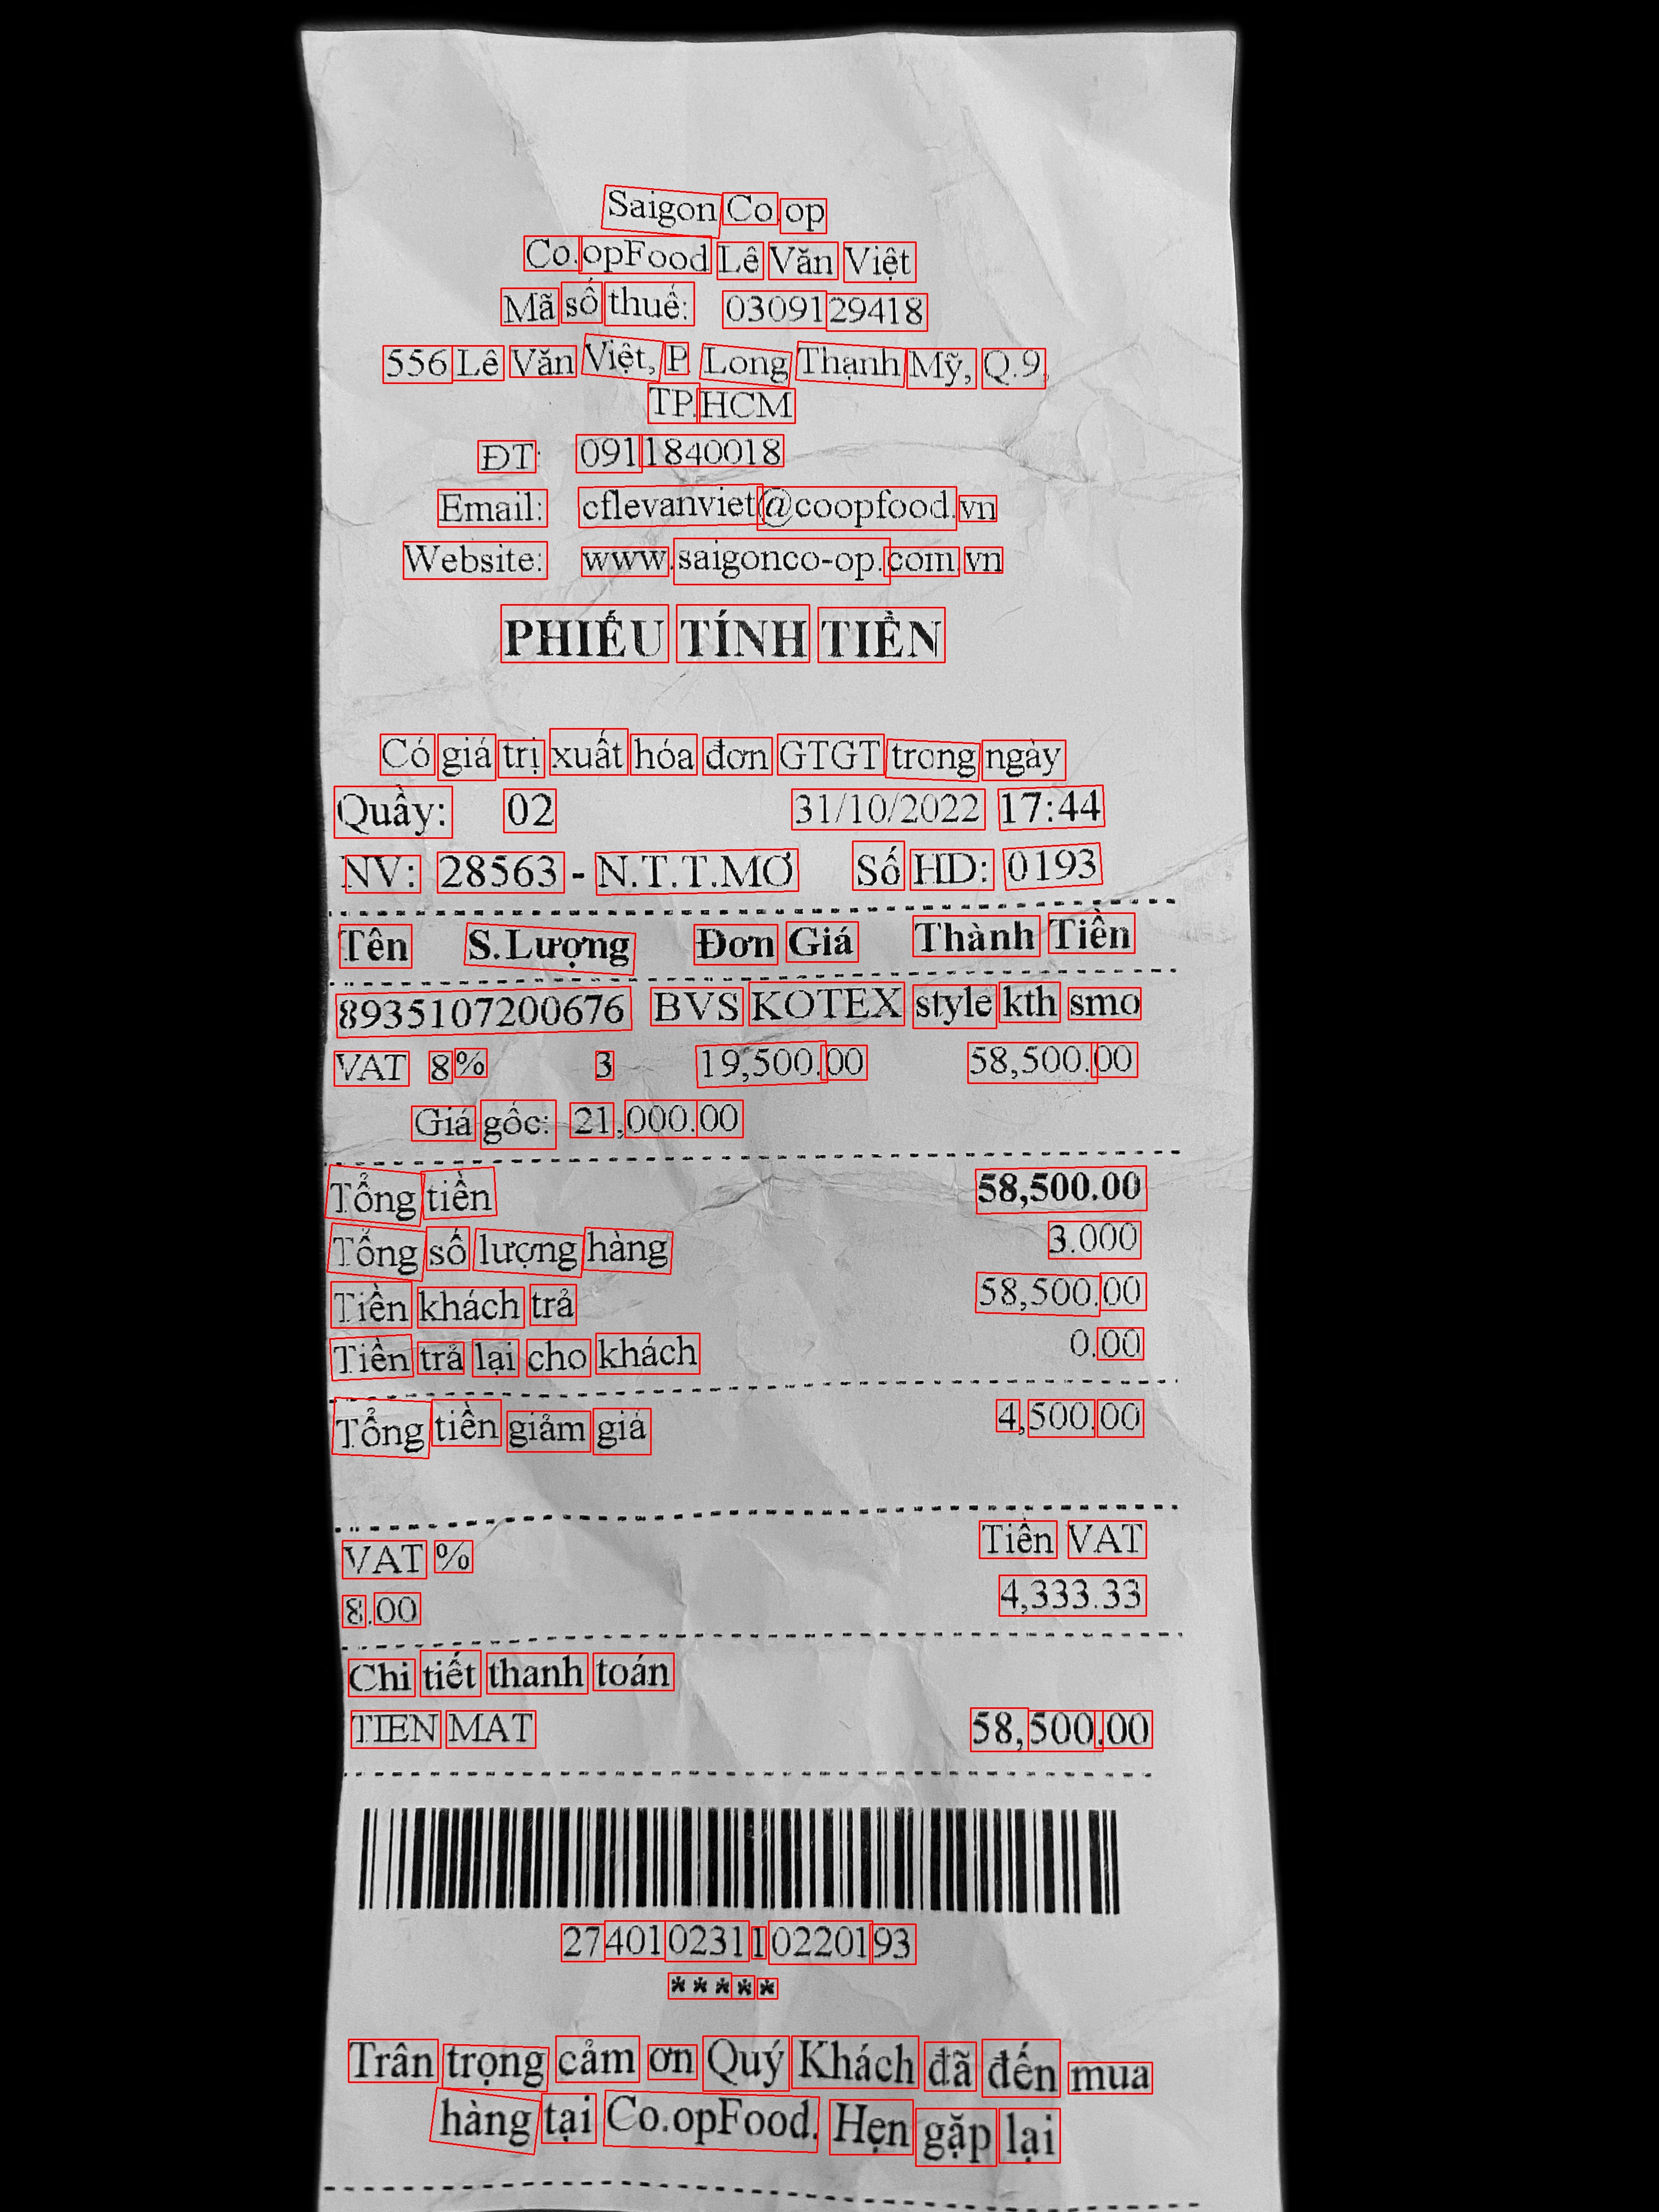 Saigon Co.op
Co.opFood Lê Văn Việt
Mã số thuế: 0309129418
556 Lê Văn Việt, P Long Thạnh Mỹ, Q.9,
TP.HCM
ĐT: 0911840018
Email: cflevanviet@coopfood.vn
Website: www.saigonco-op.com.vn
PHIẾU TÍNH TIỀN
Có giá trị xuất hóa đơn GTGT trong ngày
Quầy: 02 31/10/2022 17:44
NV: 28563 - N.T.T.MƠ Số HD: 0193
Tên S.Lượng Đơn Giá Thành Tiền
8935107200676 BVS KOTEX style kth smo
VAT 8% 3 19,500.00 58,500.00
Giá gốc: 21,000.00
Tổng tiền 58,500.00
Tổng số lượng hàng 3.000
Tiền khách trả 58,500.00
Tiền trả lại cho khách 0.00
Tổng tiền giảm giá 4,500.00
VAT % Tiền VAT
8.00 4,333.33
Chi tiết thanh toán
TIEN MAT 58,500.00
27401023110220193
*****
Trân trọng cảm ơn Quý Khách đã đến mua
hàng tại Co.opFood. Hẹn gặp lại